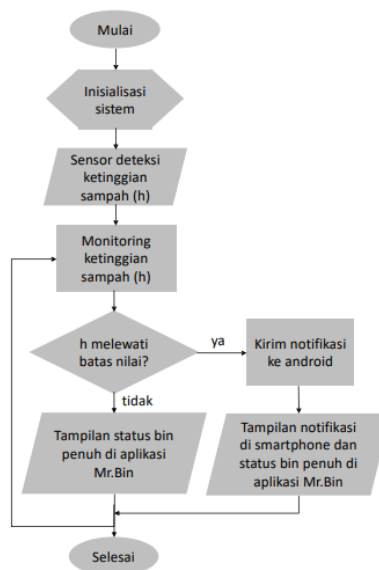 Mulai
Inisialisasi
sistem
Sensor deteksi
ketinggian
sampah (h)
Monitoring
ketinggian
sampah (h)
h melewati
batas nilai?
ya
Kirim notifikasi
ke android
tidak
Tampilan status bin
penuh di aplikasi
Mr.Bin
Tampilan notifikasi
di smartphone dan
status bin penuh di
aplikasi Mr.Bin
Selesai